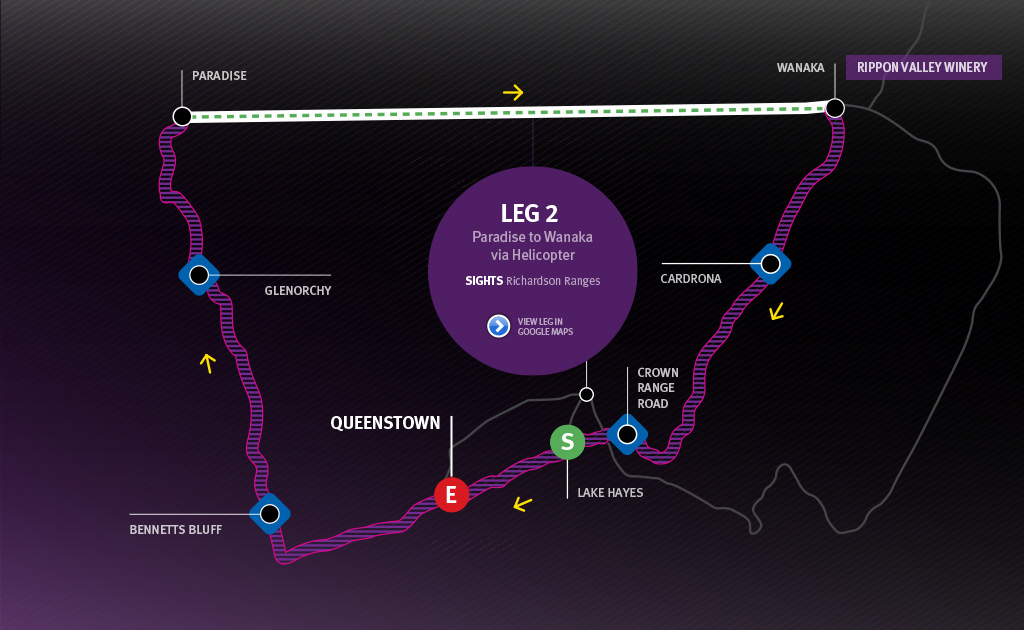 PARADISE
WANAKA
RIPPON VALLEY WINERY
LEG 2
Paradise to Wanaka
via Helicopter
SIGHTS Richardson Ranges
VIEW LEG IN
GOOGLE MAPS
GLENORCHY
CARDRONA
CROWN
RANGE
ROAD
QUEENSTOWN
S
E
LAKE HAYES
BENNETTS BLUFF